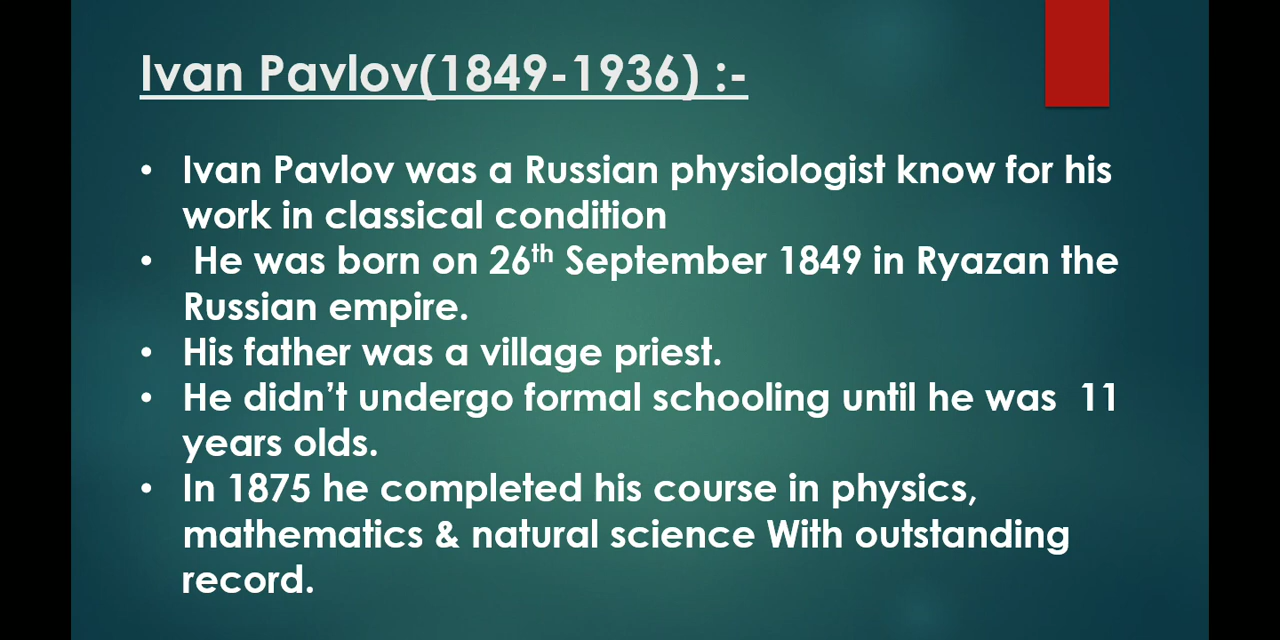 Ivan Pavlov(1849-1936) :-
• Ivan Pavlov was a Russian physiologist know for his
work in classical condition
• He was born on 26th September 1849 in Ryazan the
Russian empire.
• His father was a village priest.
• He didn’t undergo formal schooling until he was 11
years olds.
• In 1875 he completed his course in physics,
mathematics & natural science With outstanding
record.